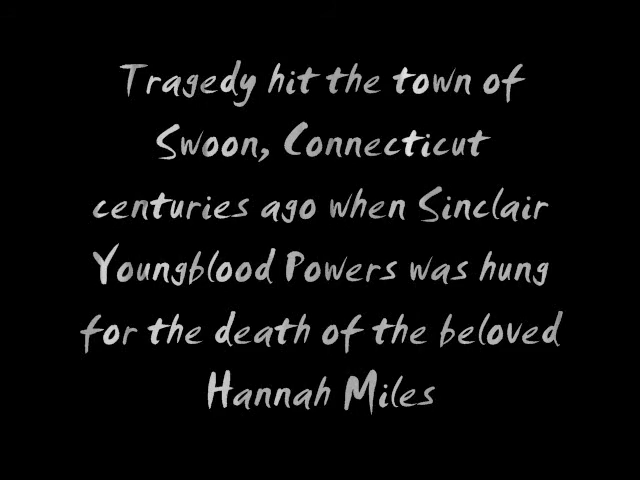 Tragedy hit the town of
Swoon, Connecticut
centuries ago when Sinclair
Youngblood Powers was hung
for the death of the beloved
Hannah Miles